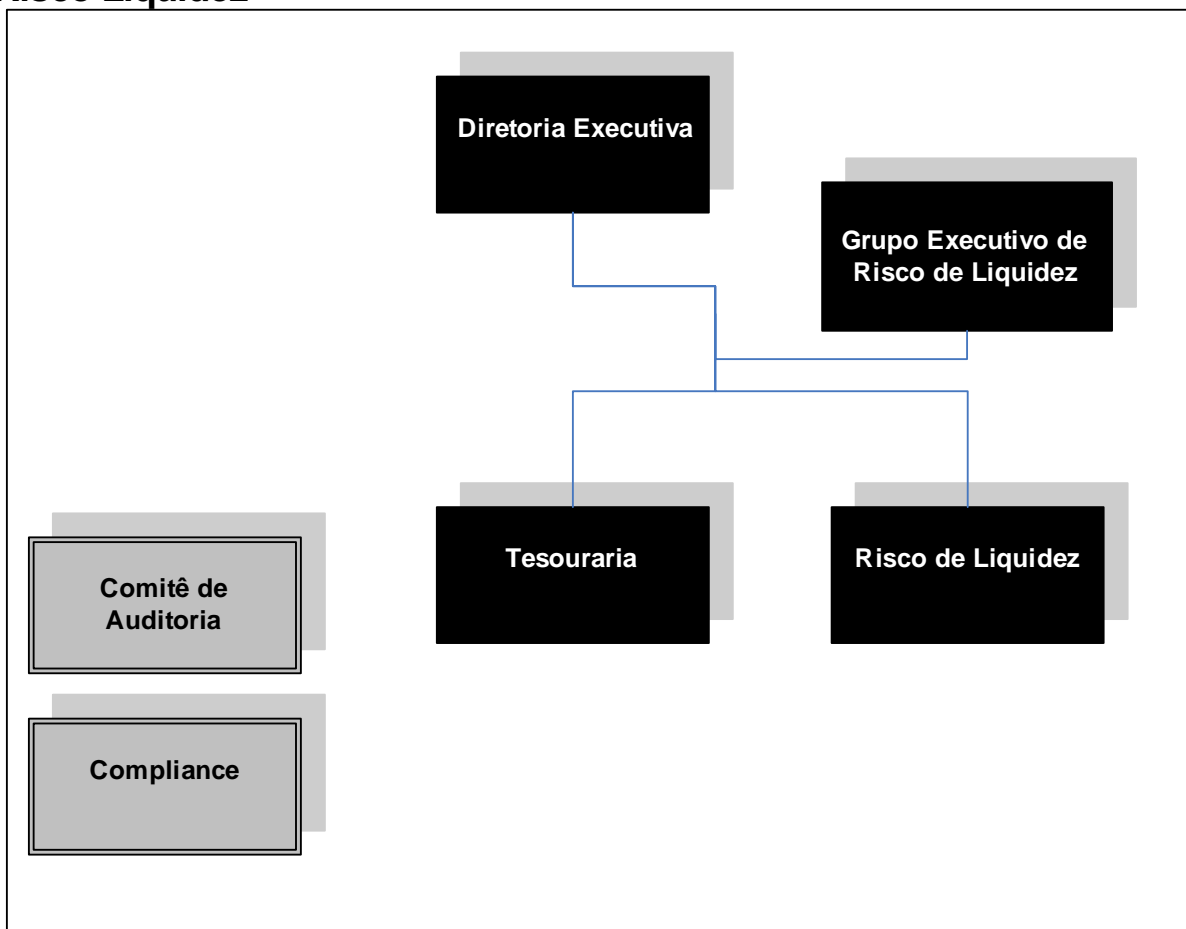 Risco Liquidez
Diretoria Executiva
Grupo Executivo de
Risco de Liquidez
Tesouraria
Risco de Liquidez
Comitê de
Auditoria
Compliance